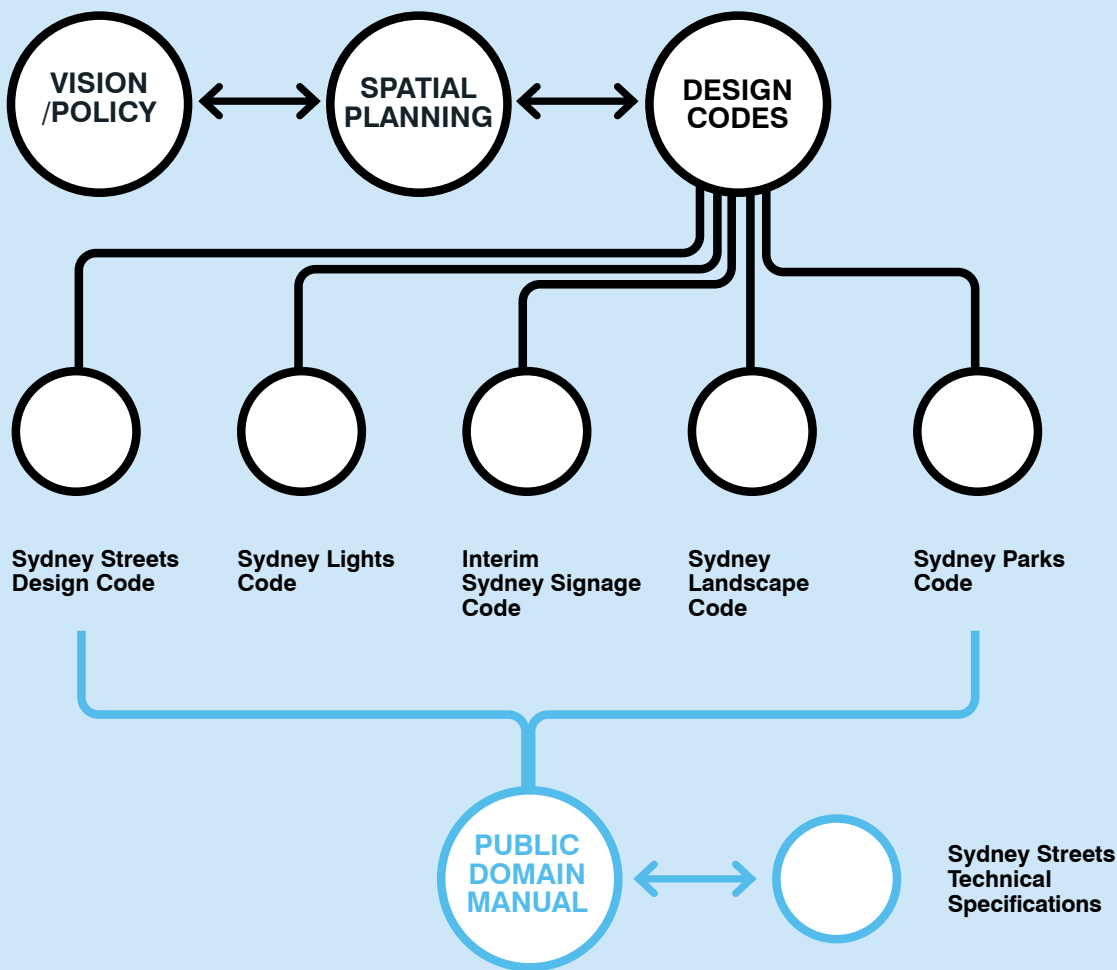 VISION
/POLICY
SPATIAL
PLANNING
DESIGN
CODES
Sydney Streets
Design Code
Sydney Lights
Code
Interim
Sydney Signage
Code
Sydney
Landscape
Code
Sydney Parks
Code
PUBLIC
DOMAIN
MANUAL
Sydney Streets
Technical
Specifications